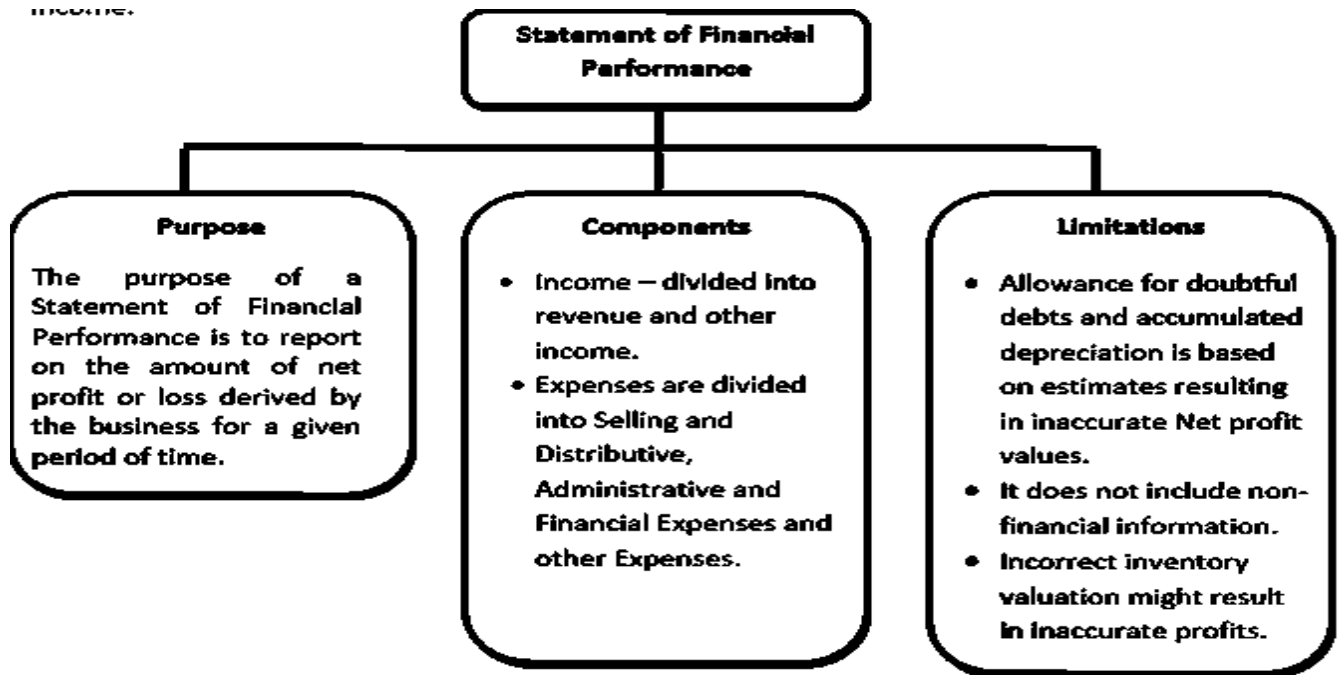 income.
Statement of Financial
Performance
Purpose
The purpose of a
Statement of Financial
Performance is to report
on the amount of net
profit or loss derived by
the business for a given
period of time.
Components
• Income – divided into
revenue and other
income.
• Expenses are divided
into Selling and
Distributive,
Administrative and
Financial Expenses and
other Expenses.
Limitations
• Allowance for doubtful
debts and accumulated
depreciation is based
on estimates resulting
in inaccurate Net profit
values.
• It does not include non-
financial information.
• Incorrect inventory
valuation might result
in inaccurate profits.